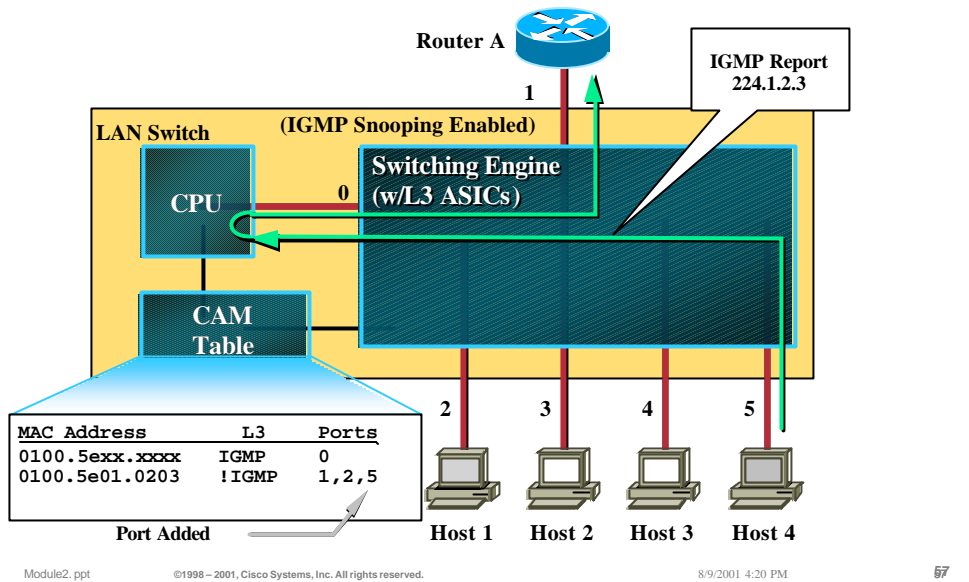 Router A
IGMP Report
224.1.2.3
1
LAN Switch
(IGMP Snooping Enabled)
Switching Engine
(w/L3 ASICs)
CPU
0
CAM
Table
MAC Address L3 Ports
0100.5exx.xxxx IGMP 0
0100.5e01.0203 !IGMP 1,2,5
Port Added
2
3
4
5
Host 1
Host 2
Host 3
Host 4
Module2. ppt
©1998 – 2001, Cisco Systems, Inc. All rights reserved.
8/9/2001 4:20 PM